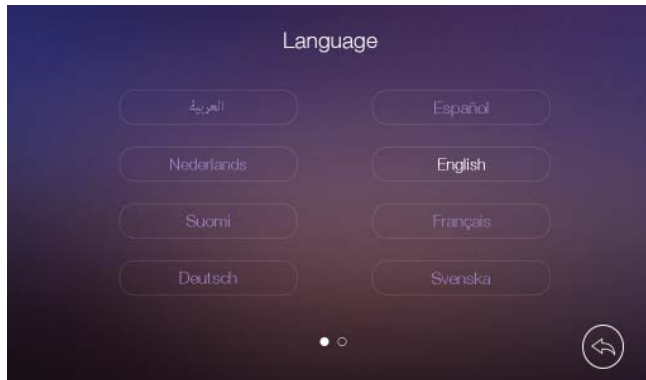 Language
العربية
Español
Nederlands
English
Suomi
Français
Deutsch
Svenska